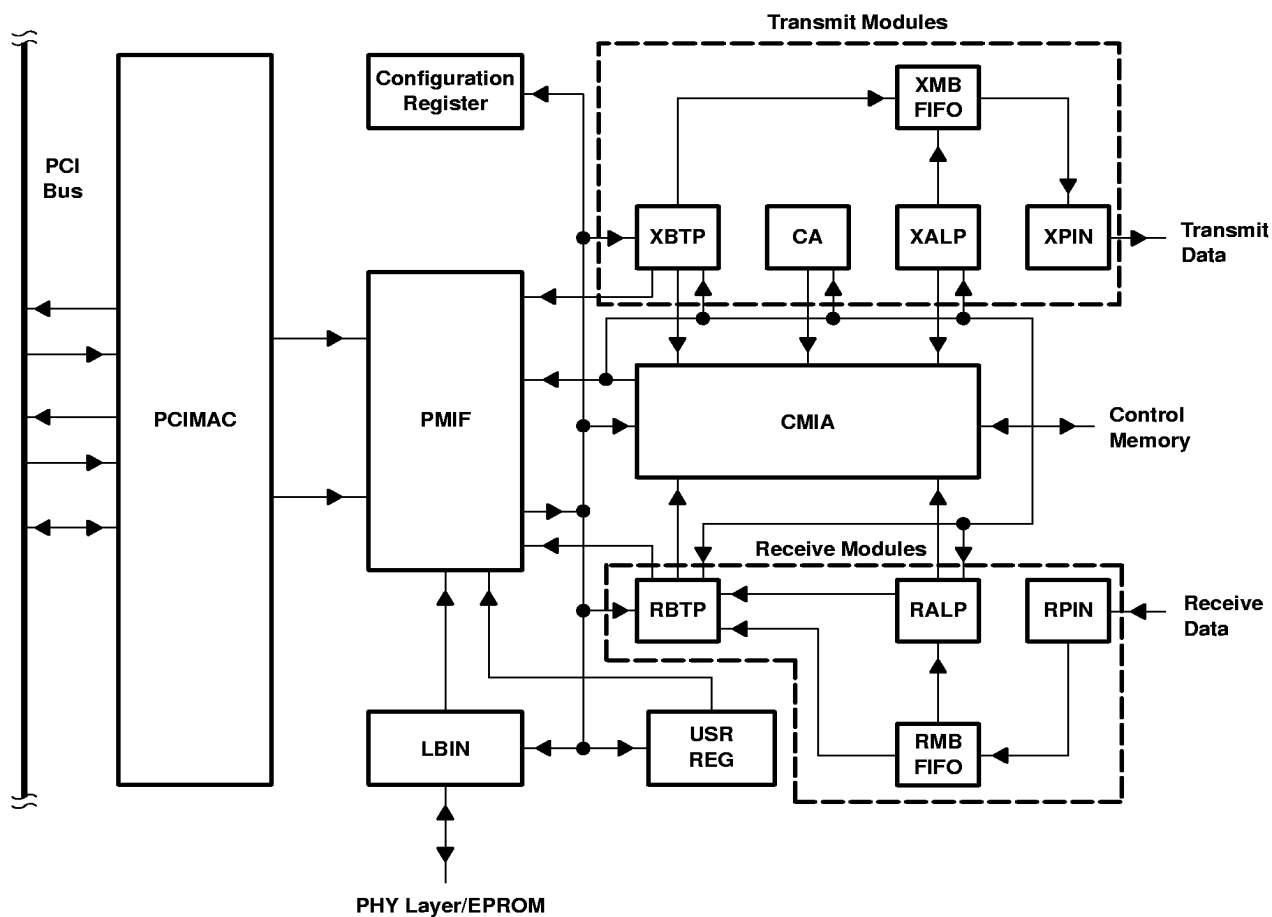 Transmit Modules
Configuration
Register
XMB
FIFO
PCI
Bus
XBTP
CA
XALP
XPIN
Transmit
Data
PCIMAC
PMIF
CMIA
Control
Memory
Receive Modules
RBTP
RALP
RPIN
Receive
Data
LBIN
USR
REG
RMB
FIFO
PHY Layer/EPROM